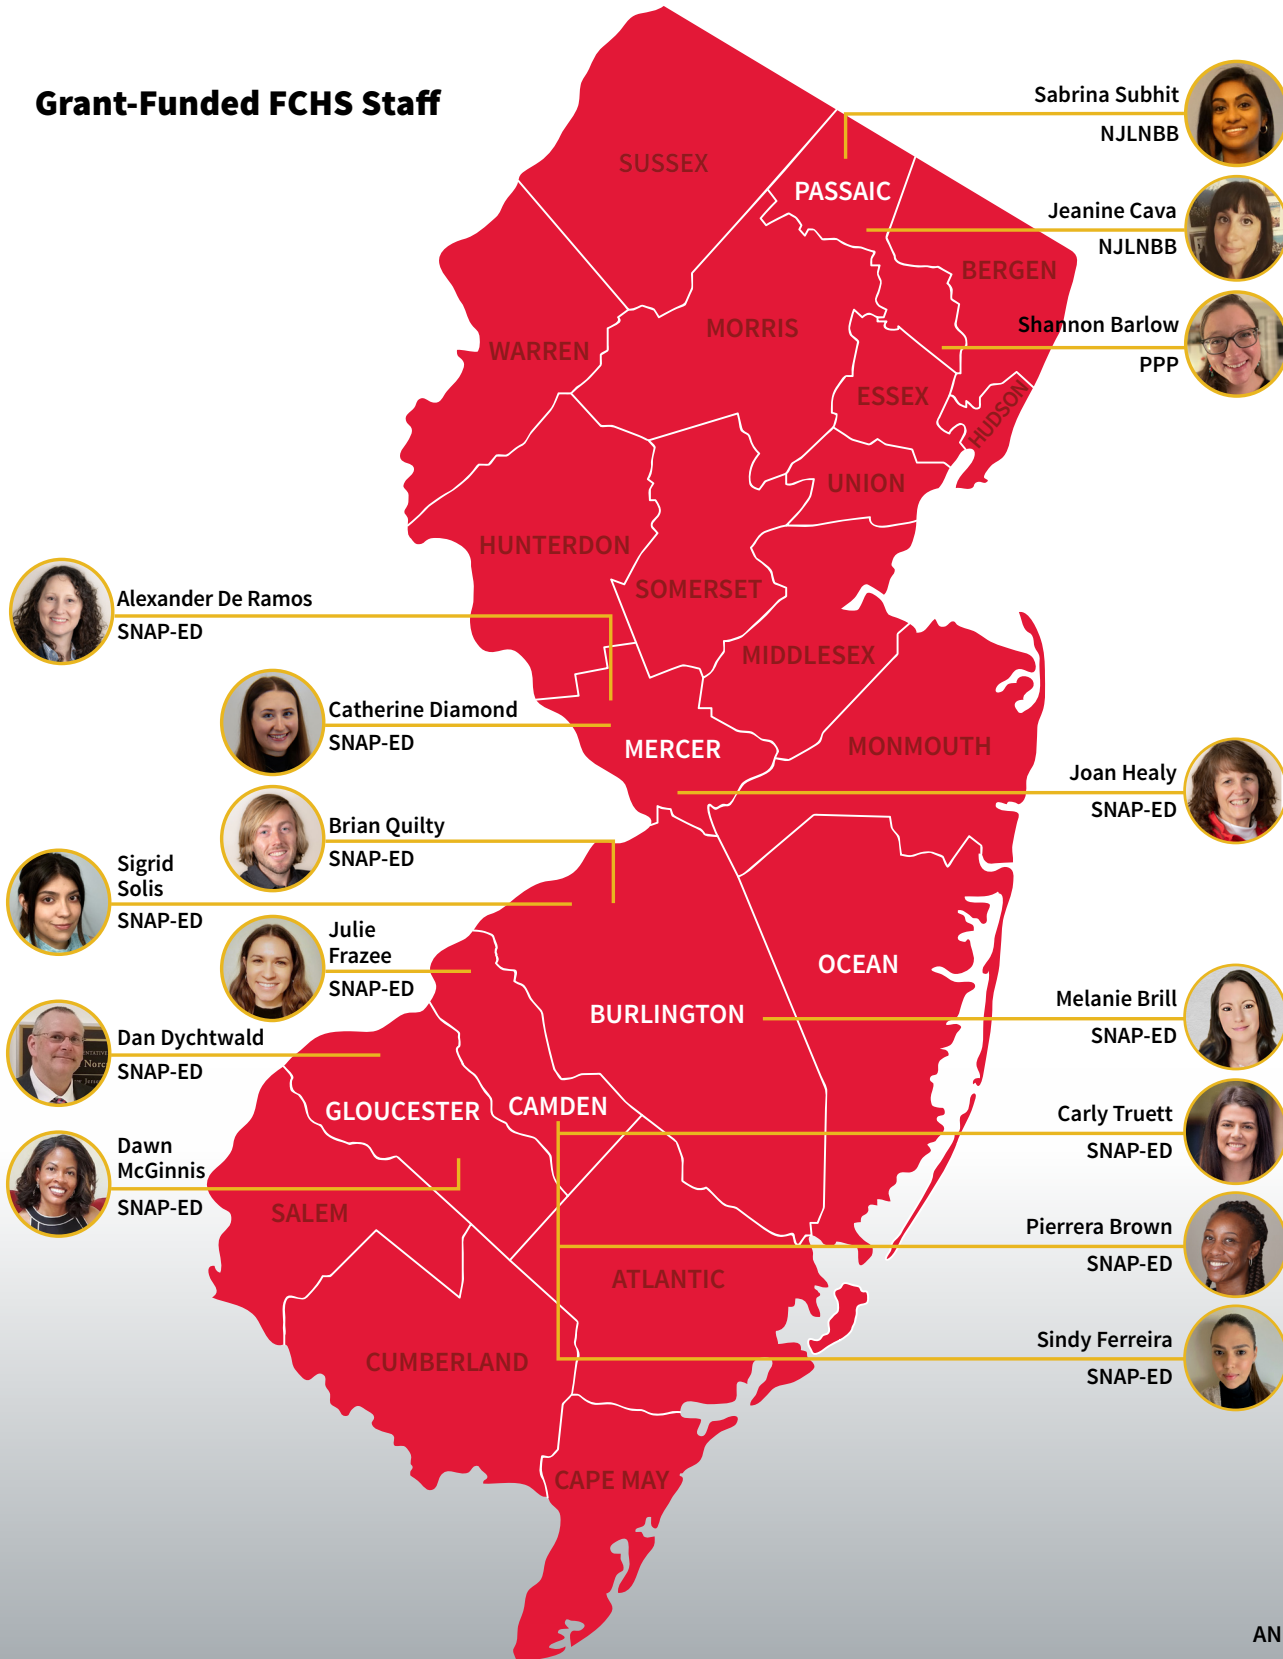 Grant-Funded FCHS Staff
Sabrina Subhit
NJLNBB
SUSSEX
PASSAIC
Jeanine Cava
NJLNBB
BERGEN
Shannon Barlow
PPP
MORRIS
WARREN
ESSEX
HUDSON
UNION
HUNTERDON
SOMERSET
Alexander De Ramos
SNAP-ED
MIDDLESEX
Catherine Diamond
SNAP-ED
MERCER
MONMOUTH
Joan Healy
SNAP-ED
Brian Quilty
SNAP-ED
Sigrid
Solis
SNAP-ED
Julie
Frazee
SNAP-ED
OCEAN
BURLINGTON
Melanie Brill
SNAP-ED
Dan Dychtwald
SNAP-ED
GLOUCESTER
CAMDEN
Carly Truett
SNAP-ED
Dawn
McGinnis
SNAP-ED
SALEM
Pierrera Brown
SNAP-ED
ATLANTIC
Sindy Ferreira
SNAP-ED
CUMBERLAND
CAPE MAY
AN